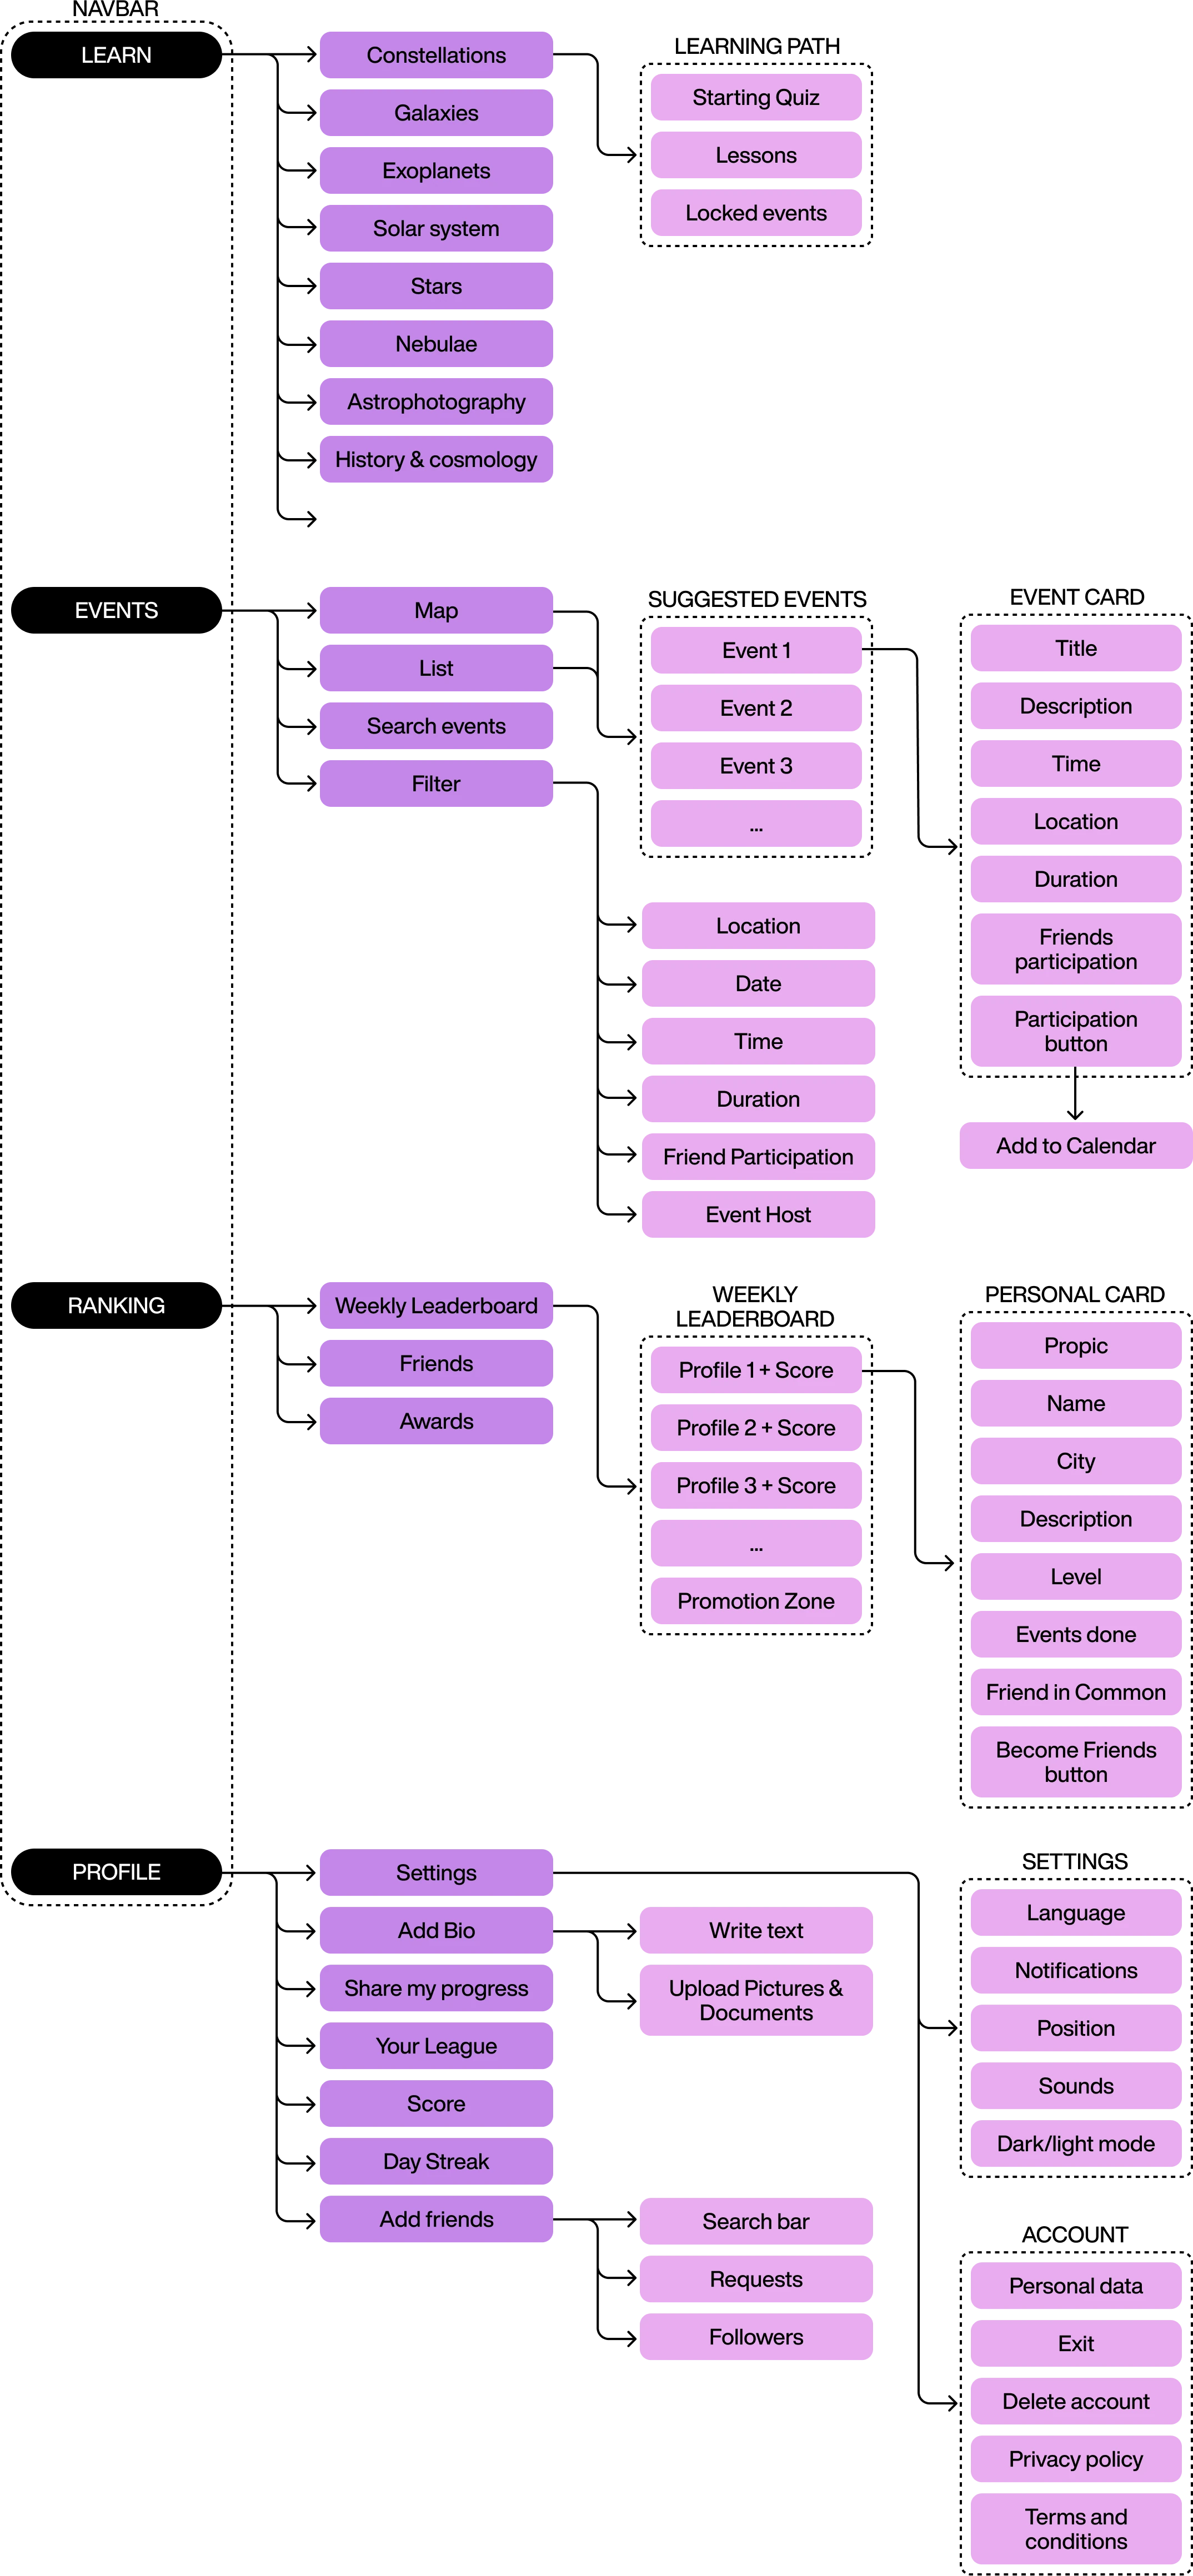 NAVBAR
LEARN
Constellations
Galaxies
Exoplanets
Solar system
Stars
Nebulae
Astrophotography
History & cosmology
LEARNING PATH
Starting Quiz
Lessons
Locked events
EVENTS
Map
List
Search events
Filter
SUGGESTED EVENTS
Event 1
Event 2
Event 3
...
Location
Date
Time
Duration
Friend Participation
Event Host
EVENT CARD
Title
Description
Time
Location
Duration
Friends
participation
Participation
button
Add to Calendar
RANKING
Weekly Leaderboard
Friends
Awards
WEEKLY
LEADERBOARD
Profile 1 + Score
Profile 2 + Score
Profile 3 + Score
...
Promotion Zone
PERSONAL CARD
Propic
Name
City
Description
Level
Events done
Friend in Common
Become Friends
button
PROFILE
Settings
Add Bio
Share my progress
Your League
Score
Day Streak
Add friends
Write text
Upload Pictures &
Documents
Search bar
Requests
Followers
SETTINGS
Language
Notifications
Position
Sounds
Dark/light mode
ACCOUNT
Personal data
Exit
Delete account
Privacy policy
Terms and
conditions